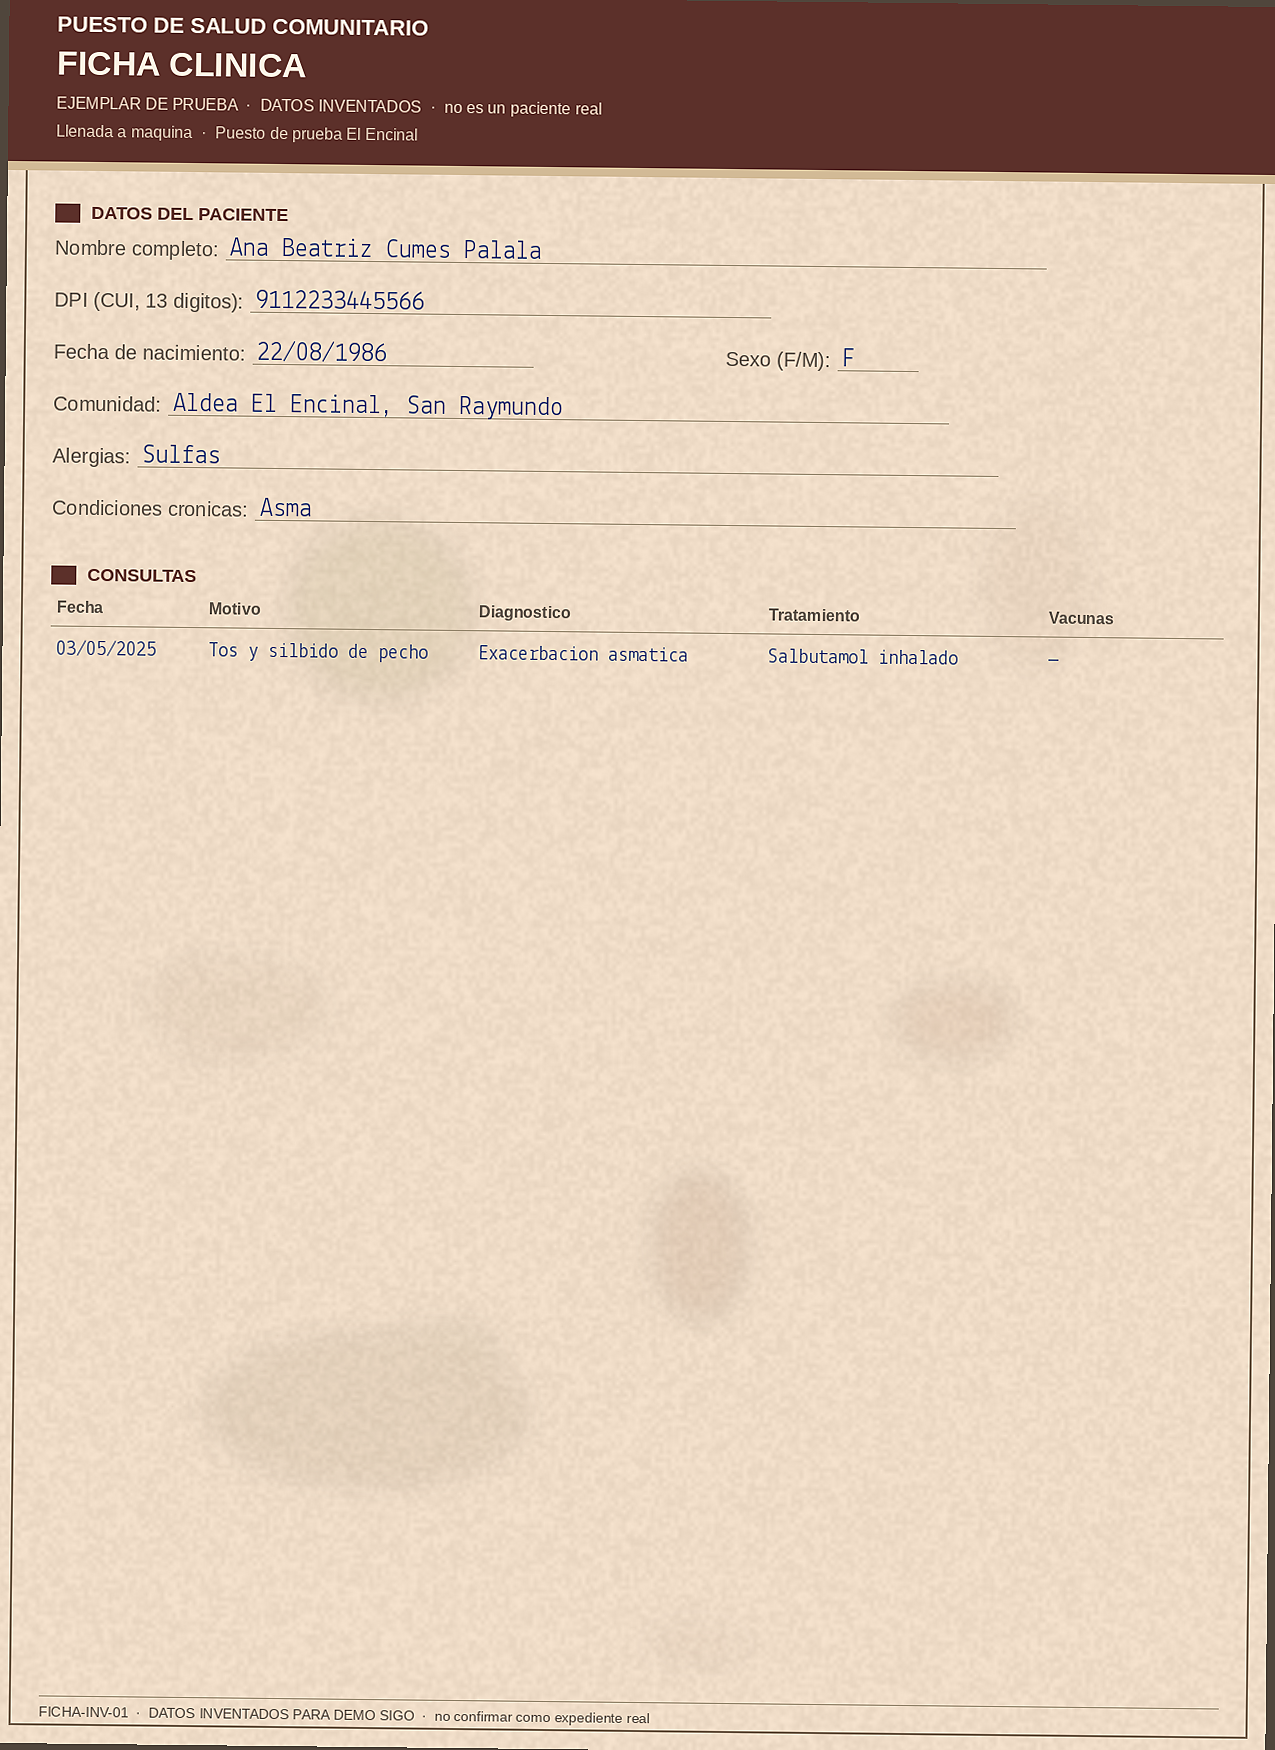 PUESTO DE SALUD COMUNITARIO
FICHA CLINICA
EJEMPLAR DE PRUEBA · DATOS INVENTADOS · no es un paciente real
Llenada a maquina · Puesto de prueba El Encinal
DATOS DEL PACIENTE
Nombre completo: Ana Beatriz Cumes Palala
DPI (CUI, 13 digitos): 9112233445566
Fecha de nacimiento: 22/08/1986 Sexo (F/M): F
Comunidad: Aldea El Encinal, San Raymundo
Alergias: Sulfas
Condiciones cronicas: Asma
CONSULTAS
Fecha Motivo Diagnostico Tratamiento Vacunas
03/05/2025 Tos y silbido de pecho Exacerbacion asmatica Salbutamol inhalado —
FICHA-INV-01 · DATOS INVENTADOS PARA DEMO SIGO · no confirmar como expediente real